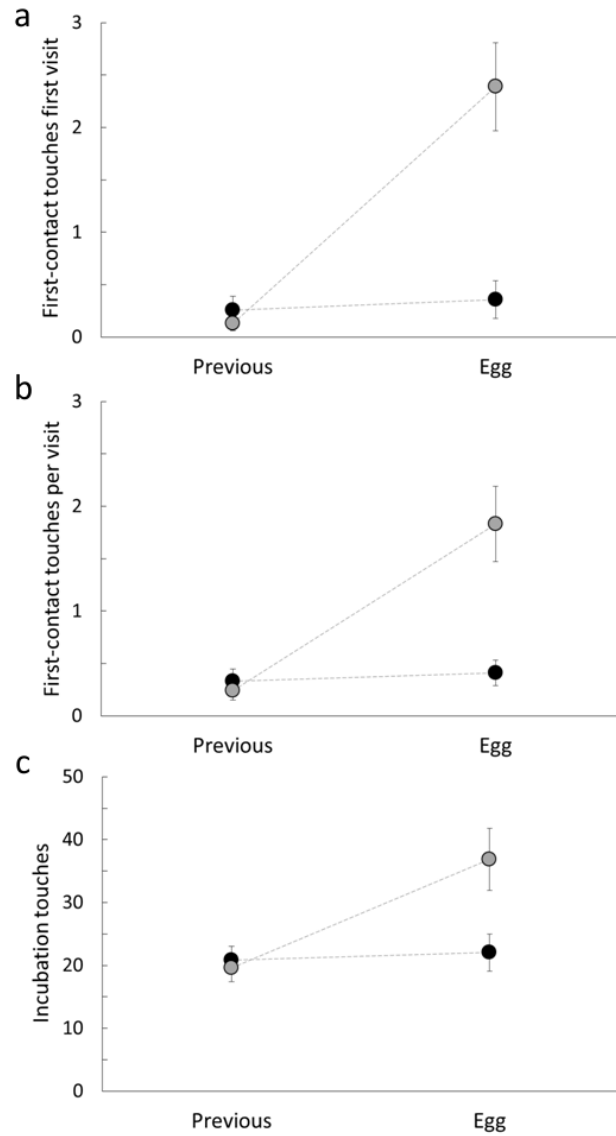 a
First-contact touches first visit
3
2
1
0
Previous Egg
b
First-contact touches per visit
3
2
1
0
Previous Egg
c
Incubation touches
50
40
30
20
10
0
Previous Egg